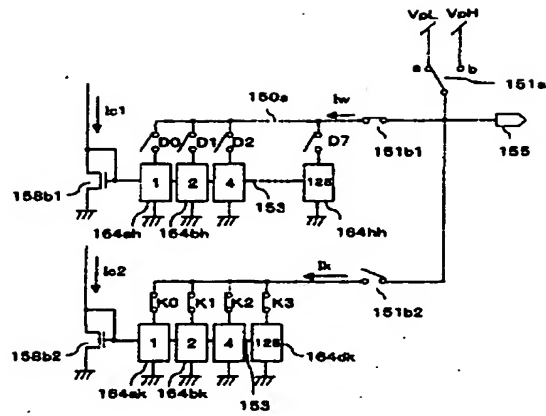 VpL VpH
a b
151a
150a Iw
Ic1
D0 D1 D2 D7
151b1 155
158b1
1 2 4 128
153
164ah 164bh 164hh
Ic2 Ik
K0 K1 K2 K3
151b2
158b2
1 2 4 128
164dk
164ak 164bk 153